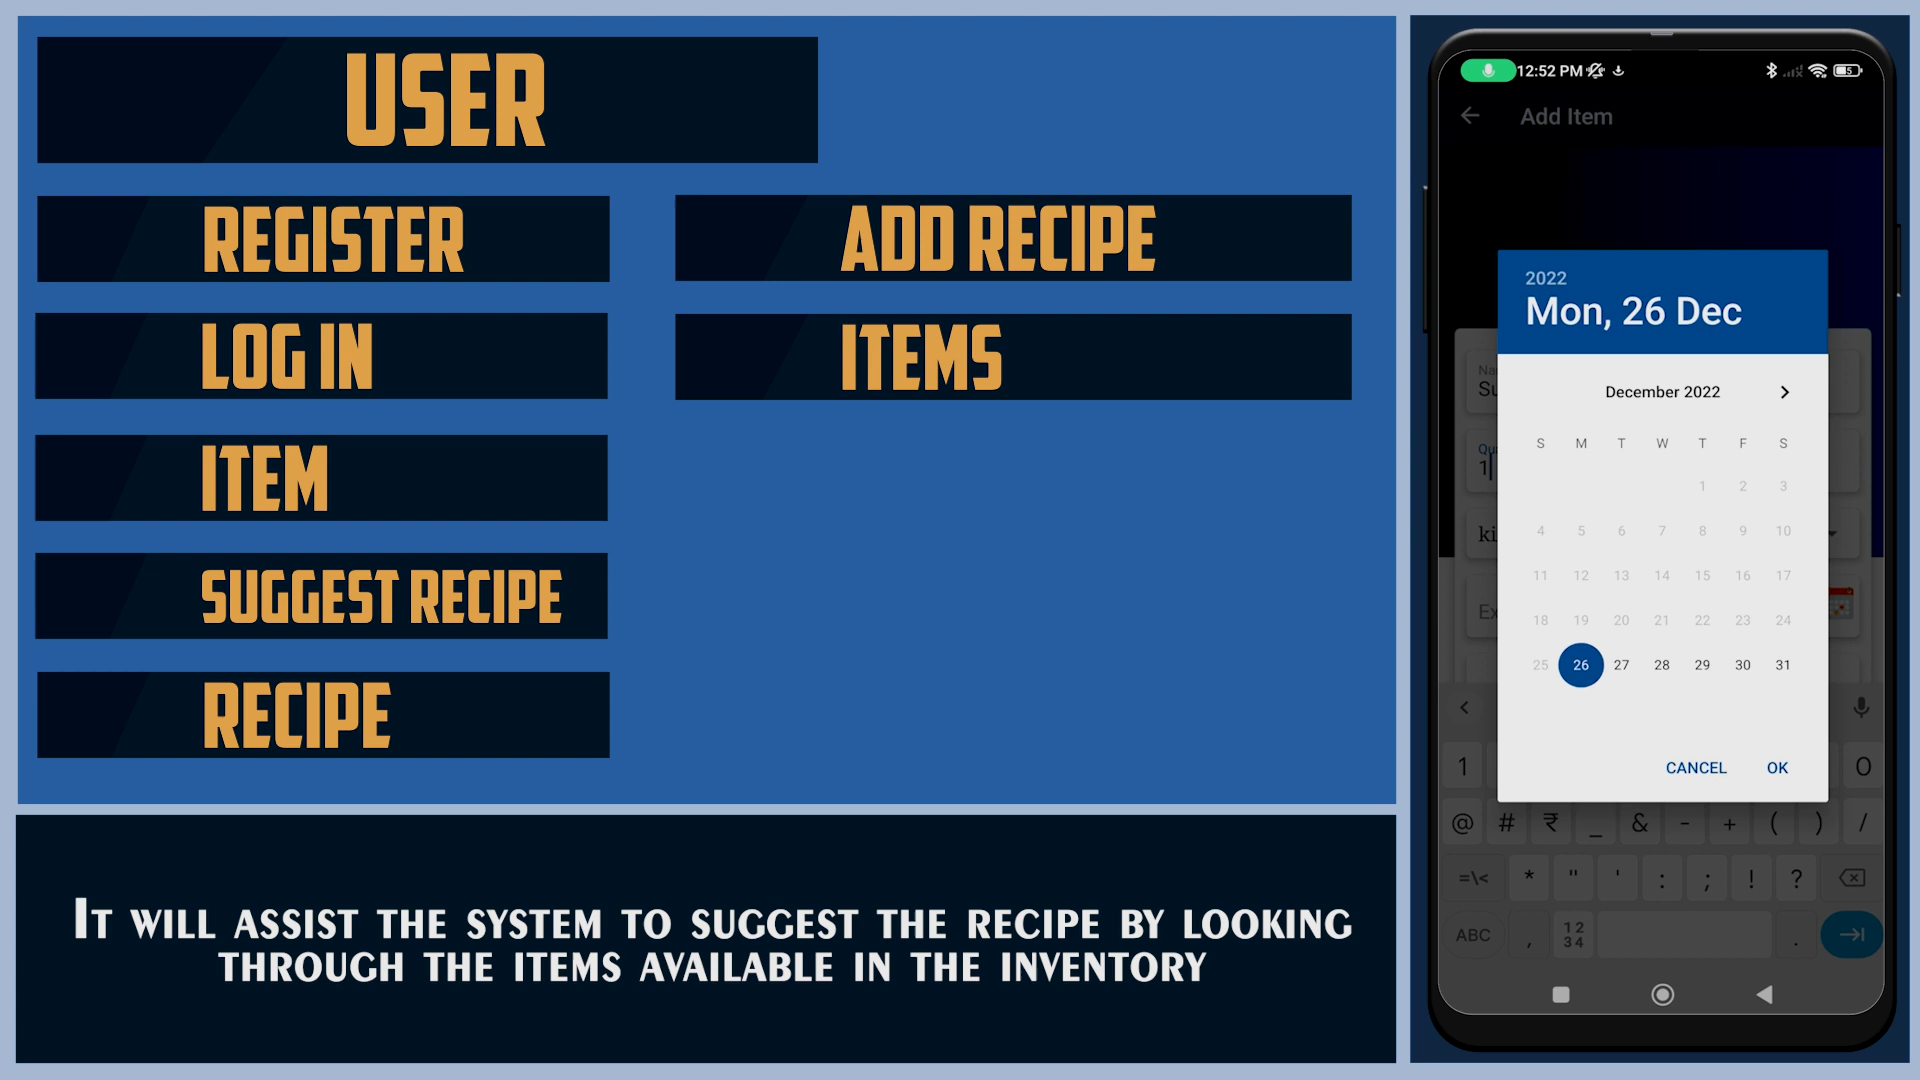 USER
REGISTER
LOG IN
ITEM
SUGGEST RECIPE
RECIPE
ADD RECIPE
ITEMS
It will assist the system to suggest the recipe by looking
through the items available in the inventory
12:52 PM
5
Add Item
2022
Mon, 26 Dec
December 2022
S M T W T F S
1 2 3
4 5 6 7 8 9 10
11 12 13 14 15 16 17
18 19 20 21 22 23 24
25 26 27 28 29 30 31
CANCEL OK
1 0
@ # ₹ _ & - + ( ) /
=\< * " ' : ; ! ?
ABC , 12 34 .